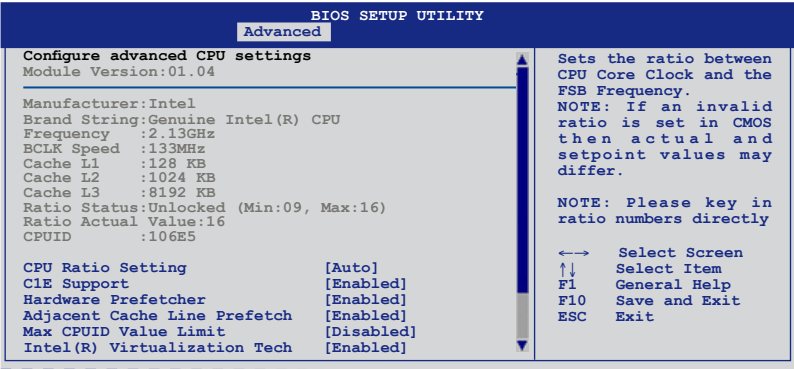 BIOS SETUP UTILITY
Advanced
Configure advanced CPU settings
Module Version:01.04
Manufacturer:Intel
Brand String:Genuine Intel(R) CPU
Frequency :2.13GHz
BCLK Speed :133MHz
Cache L1 :128 KB
Cache L2 :1024 KB
Cache L3 :8192 KB
Ratio Status:Unlocked (Min:09, Max:16)
Ratio Actual Value:16
CPUID :106E5
CPU Ratio Setting [Auto]
C1E Support [Enabled]
Hardware Prefetcher [Enabled]
Adjacent Cache Line Prefetch [Enabled]
Max CPUID Value Limit [Disabled]
Intel(R) Virtualization Tech [Enabled]
Sets the ratio between
CPU Core Clock and the
FSB Frequency.
NOTE: If an invalid
ratio is set in CMOS
then actual and
setpoint values may
differ.
NOTE: Please key in
ratio numbers directly
←→ Select Screen
↑↓ Select Item
F1 General Help
F10 Save and Exit
ESC Exit